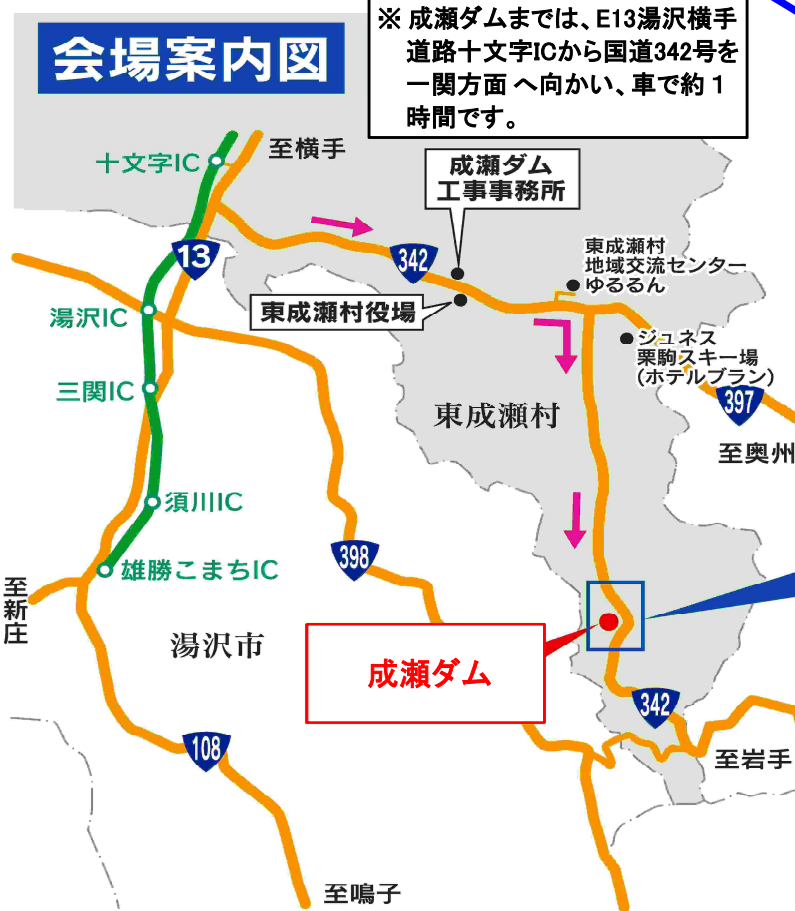 ※ 成瀬ダムまでは、E13湯沢横手
道路十文字ICから国道342号を
一関方面 へ向かい、車で約1
時間です。
会場案内図
十文字IC
至横手
成瀬ダム
工事事務所
13
342
東成瀬村
地域交流センター
ゆるるん
湯沢IC
東成瀬村役場
ジュネス
栗駒スキー場
(ホテルブラン)
三関IC
397
東成瀬村
至奥州
須川IC
398
雄勝こまちIC
至新庄
湯沢市
成瀬ダム
342
108
至岩手
至鳴子